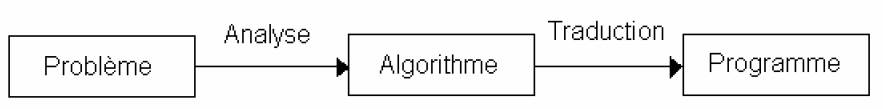 Analyse
Traduction
Problème
Algorithme
Programme